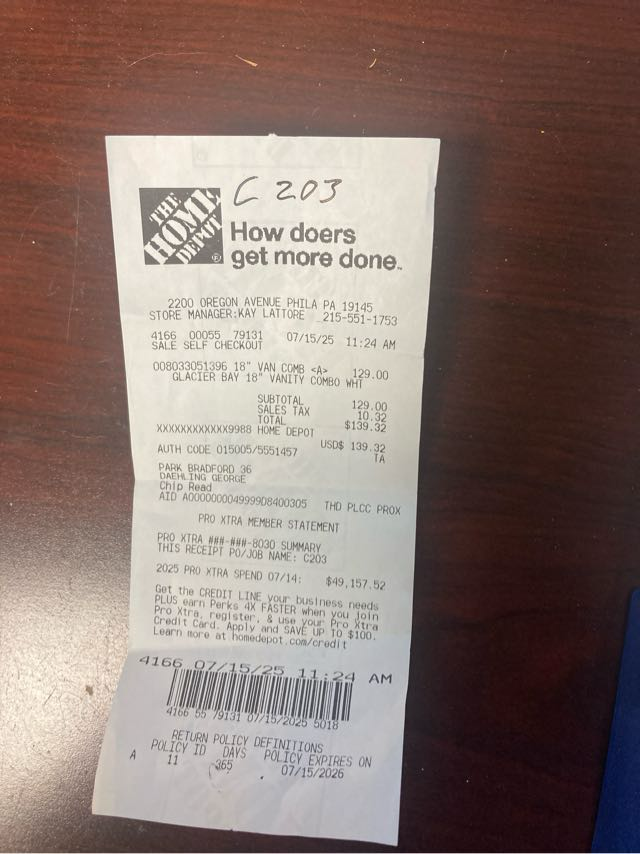 C 203
THE HOME DEPOT ®
How doers
get more done™
2200 OREGON AVENUE PHILA PA 19145
STORE MANAGER:KAY LATTORE 215-551-1753
4166 00055 79131 07/15/25 11:24 AM
SALE SELF CHECKOUT
008033051396 18" VAN COMB <A> 129.00
GLACIER BAY 18" VANITY COMBO WHT
SUBTOTAL 129.00
SALES TAX 10.32
TOTAL $139.32
XXXXXXXXXXXX9988 HOME DEPOT
USD$ 139.32
AUTH CODE 015005/5551457 TA
PARK BRADFORD 36
DAEHLING GEORGE
Chip Read
AID A0000000049999D8400305 THD PLCC PROX
PRO XTRA MEMBER STATEMENT
PRO XTRA ###-###-8030 SUMMARY
THIS RECEIPT PO/JOB NAME: C203
2025 PRO XTRA SPEND 07/14: $49,157.52
Get the CREDIT LINE your business needs
PLUS earn Perks 4X FASTER when you join
Pro Xtra, register, & use your Pro Xtra
Credit Card. Apply and SAVE UP TO $100.
Learn more at homedepot.com/credit
4166 07/15/25 11:24 AM
4166 55 79131 07/15/2025 5018
RETURN POLICY DEFINITIONS
POLICY ID DAYS POLICY EXPIRES ON
A 11 365 07/15/2026